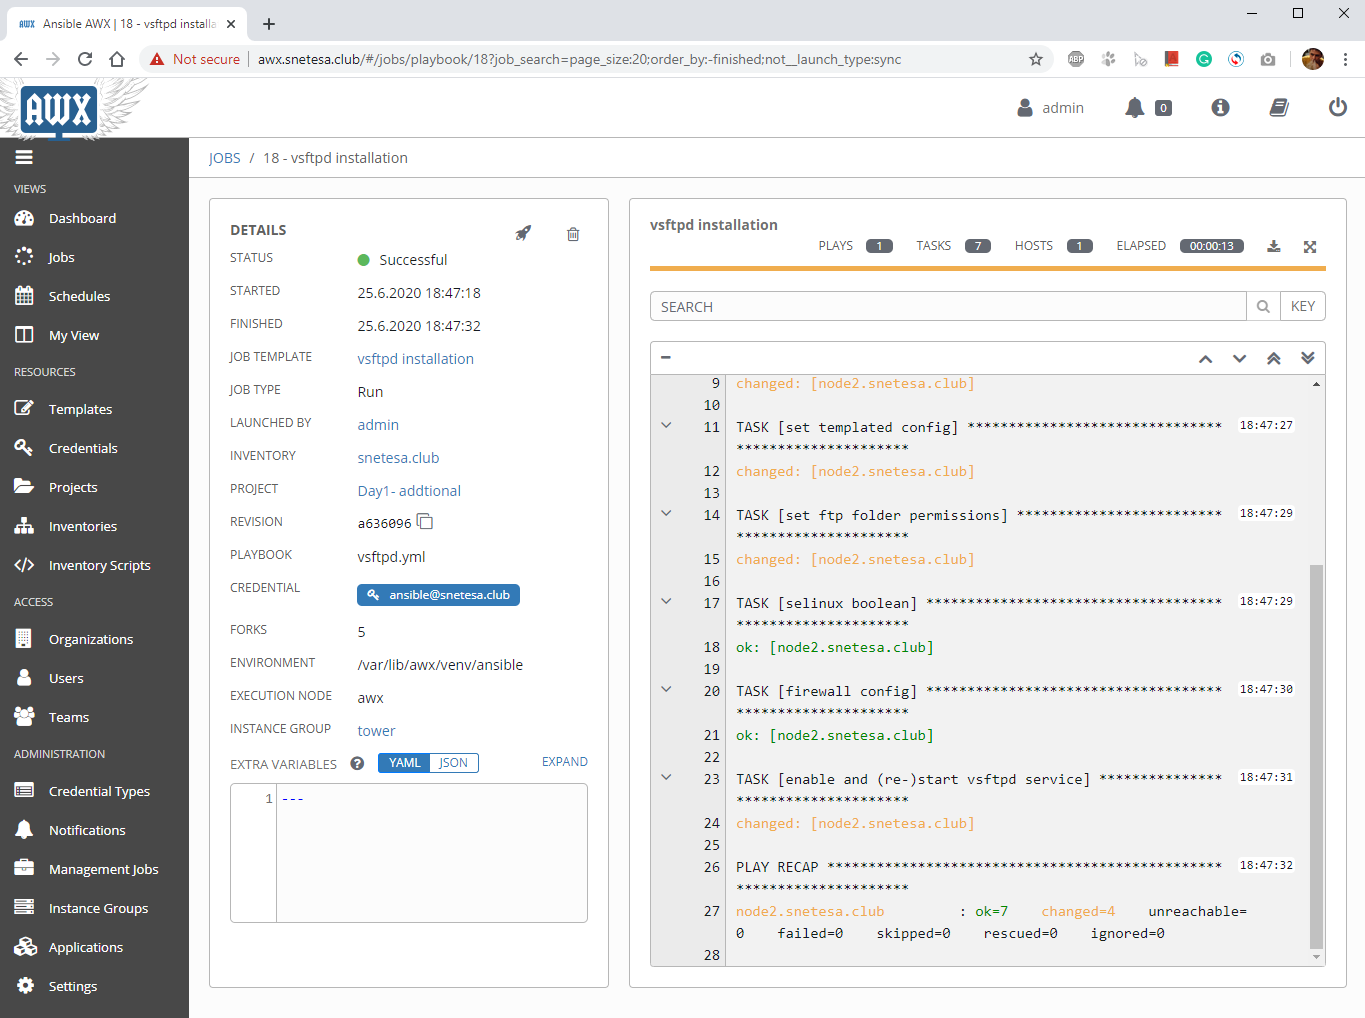 Ansible AWX | 18 - vsftpd installa
Not secure | awx.snetesa.club/#/jobs/playbook/18?job_search=page_size:20;order_by:-finished;not__launch_type:sync
ABP
AWX
admin
0
JOBS / 18 - vsftpd installation
VIEWS
Dashboard
Jobs
Schedules
My View
RESOURCES
Templates
Credentials
Projects
Inventories
Inventory Scripts
ACCESS
Organizations
Users
Teams
ADMINISTRATION
Credential Types
Notifications
Management Jobs
Instance Groups
Applications
Settings
DETAILS
STATUS Successful
STARTED 25.6.2020 18:47:18
FINISHED 25.6.2020 18:47:32
JOB TEMPLATE vsftpd installation
JOB TYPE Run
LAUNCHED BY admin
INVENTORY snetesa.club
PROJECT Day1- addtional
REVISION a636096
PLAYBOOK vsftpd.yml
CREDENTIAL ansible@snetesa.club
FORKS 5
ENVIRONMENT /var/lib/awx/venv/ansible
EXECUTION NODE awx
INSTANCE GROUP tower
EXTRA VARIABLES ? YAML JSON EXPAND
1 ---
vsftpd installation
PLAYS 1 TASKS 7 HOSTS 1 ELAPSED 00:00:13
SEARCH KEY
9 changed: [node2.snetesa.club]
10
11 TASK [set templated config] ******************************* 18:47:27
*********************
12 changed: [node2.snetesa.club]
13
14 TASK [set ftp folder permissions] ************************* 18:47:29
*********************
15 changed: [node2.snetesa.club]
16
17 TASK [selinux boolean] ************************************ 18:47:29
*********************
18 ok: [node2.snetesa.club]
19
20 TASK [firewall config] ************************************ 18:47:30
*********************
21 ok: [node2.snetesa.club]
22
23 TASK [enable and (re-)start vsftpd service] *************** 18:47:31
*********************
24 changed: [node2.snetesa.club]
25
26 PLAY RECAP ************************************************ 18:47:32
*********************
27 node2.snetesa.club : ok=7 changed=4 unreachable=
0 failed=0 skipped=0 rescued=0 ignored=0
28